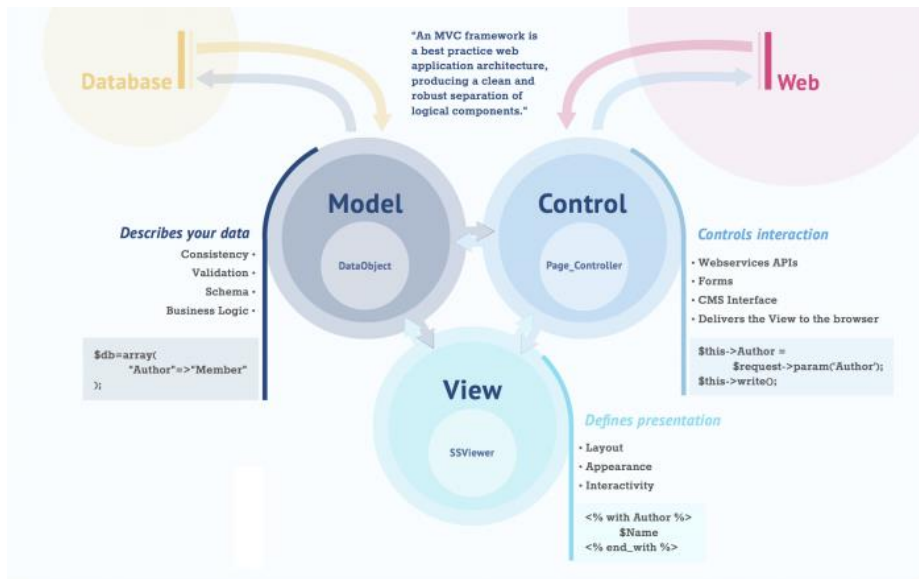 "An MVC framework is
a best practice web
application architecture,
producing a clean and
robust separation of
logical components."
Database
Web
Model
DataObject
Control
Page_Controller
Describes your data
Consistency •
Validation •
Schema •
Business Logic •
$db=array(
"Author"=>"Member"
);
Controls interaction
• Webservices APIs
• Forms
• CMS Interface
• Delivers the View to the browser
$this->Author =
$request->param('Author');
$this->write();
View
SSViewer
Defines presentation
• Layout
• Appearance
• Interactivity
<% with Author %>
$Name
<% end_with %>